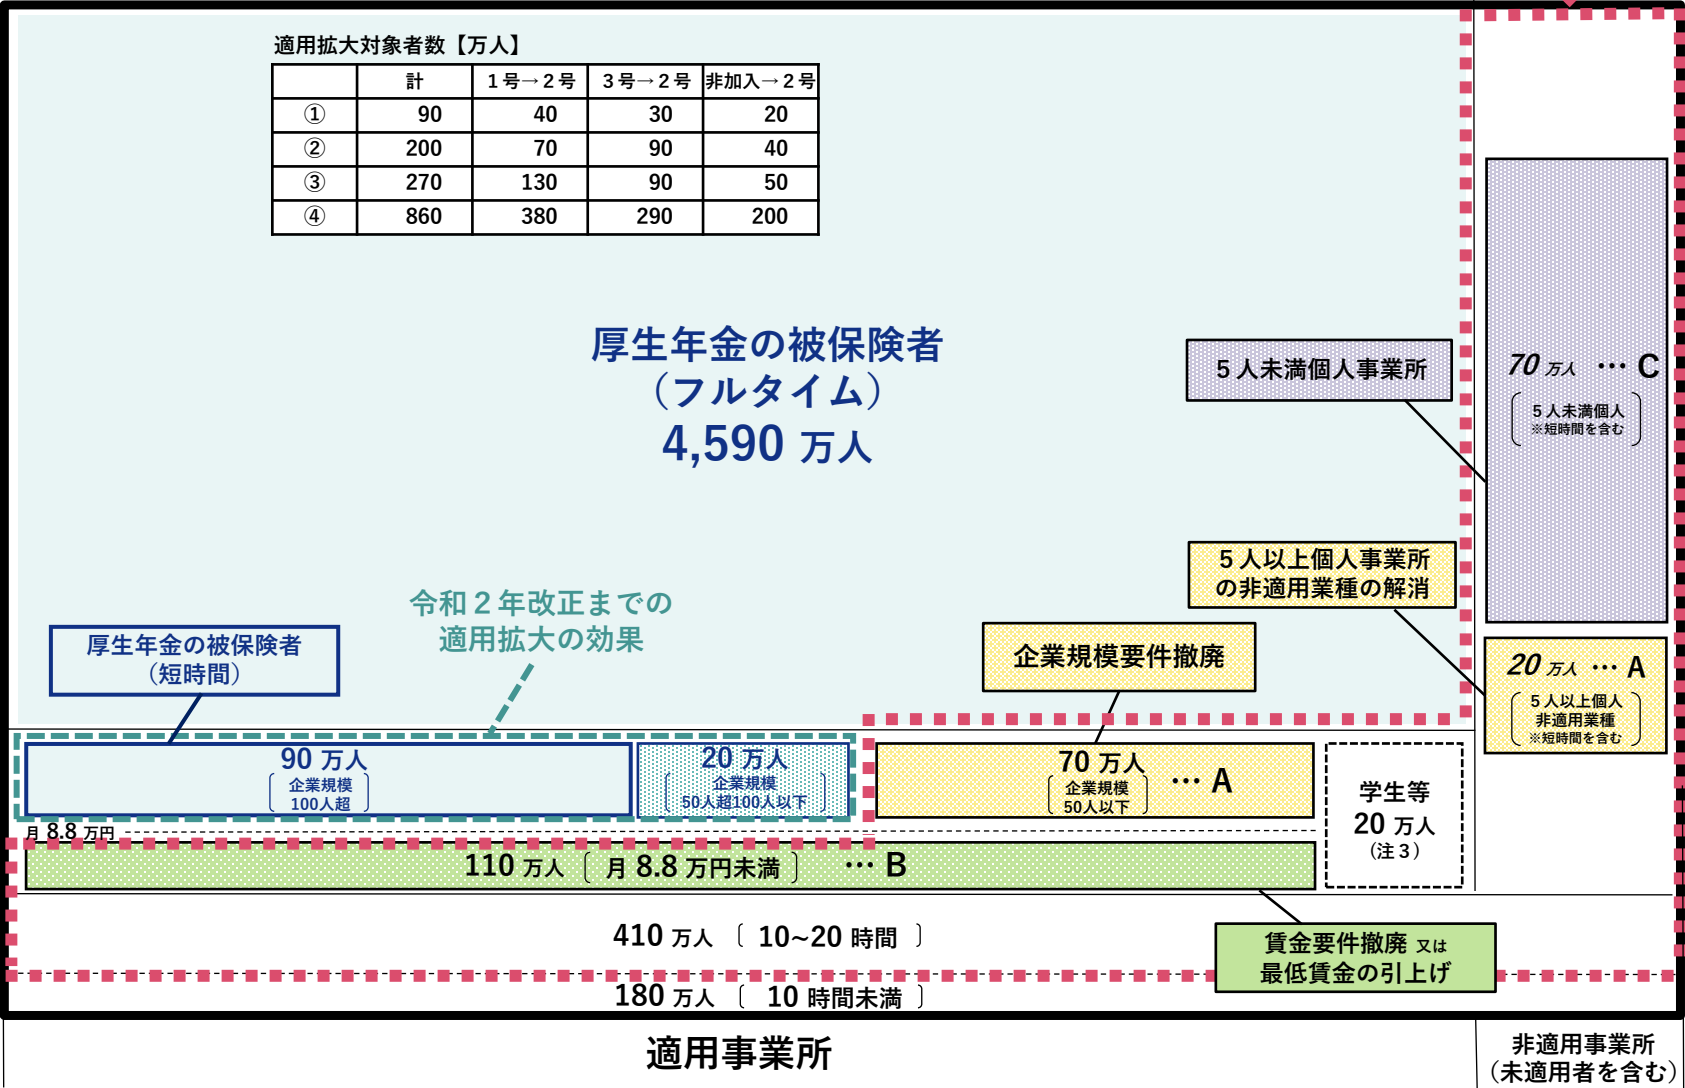 適用拡大対象者数【万人】
計 １号→２号 ３号→２号 非加入→２号
① 90 40 30 20
② 200 70 90 40
③ 270 130 90 50
④ 860 380 290 200
厚生年金の被保険者
（フルタイム）
4,590 万人
５人未満個人事業所
70 万人 … C
５人未満個人
※短時間を含む
５人以上個人事業所
の非適用業種の解消
20 万人 … A
５人以上個人
非適用業種
※短時間を含む
令和２年改正までの
適用拡大の効果
厚生年金の被保険者
（短時間）
企業規模要件撤廃
90 万人
企業規模
100人超
20 万人
企業規模
50人超100人以下
70 万人 … A
企業規模
50人以下
学生等
20 万人
（注３）
月 8.8 万円
110 万人 〔 月 8.8 万円未満 〕 … B
410 万人 〔 10~20 時間 〕
賃金要件撤廃 又は
最低賃金の引上げ
180 万人 〔 10 時間未満 〕
適用事業所
非適用事業所
（未適用者を含む）